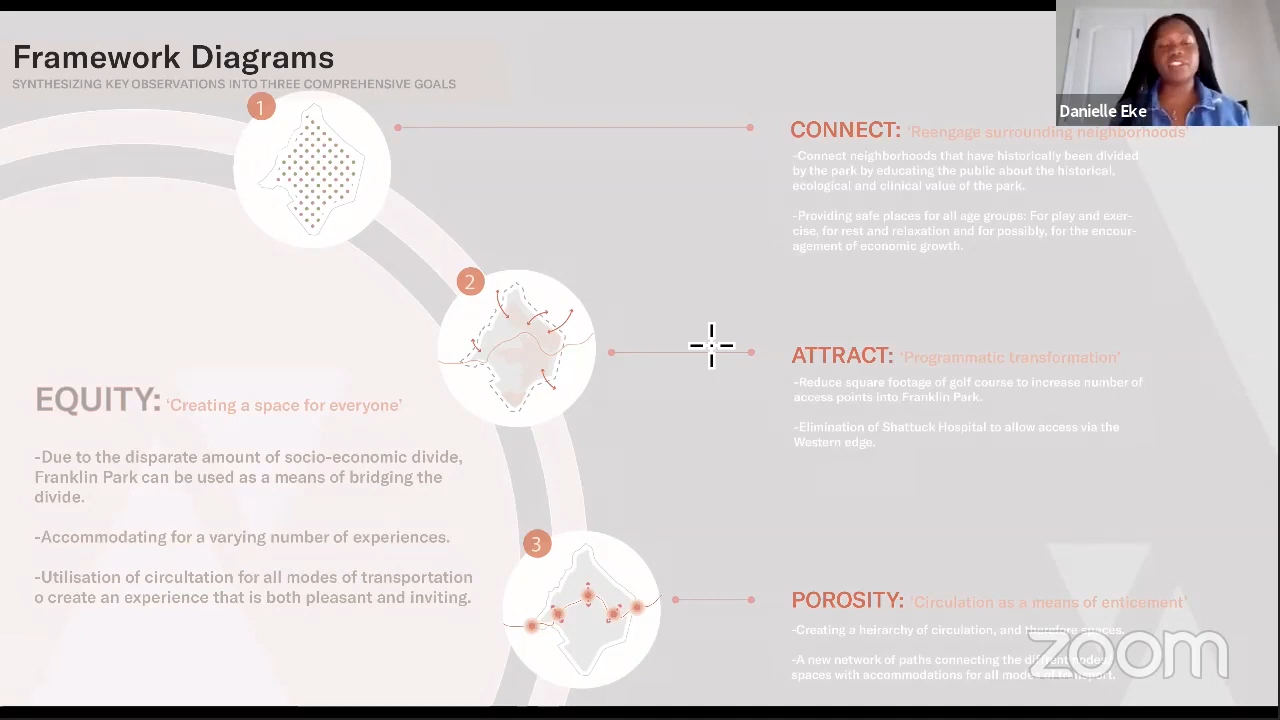 Framework Diagrams
SYNTHESIZING KEY OBSERVATIONS INTO THREE COMPREHENSIVE GOALS
Danielle Eke
1
CONNECT: 'Reengage surrounding neighborhoods'
-Connect neighborhoods that have historically been divided
by the park by educating the public about the historical,
ecological and clinical value of the park.
-Providing safe places for all age groups: For play and exer-
cise, for rest and relaxation and for possibly, for the encour-
agement of economic growth.
2
ATTRACT: 'Programmatic transformation'
-Reduce square footage of golf course to increase number of
access points into Franklin Park.
-Elimination of Shattuck Hospital to allow access via the
Western edge.
EQUITY: 'Creating a space for everyone'
-Due to the disparate amount of socio-economic divide,
Franklin Park can be used as a means of bridging the
divide.
-Accommodating for a varying number of experiences.
-Utilisation of circultation for all modes of transportation
o create an experience that is both pleasant and inviting.
3
POROSITY: 'Circulation as a means of enticement'
-Creating a heirarchy of circulation, and therefore spaces.
-A new network of paths connecting the diffrent nodes/
spaces with accommodations for all modes of transport.
zoom